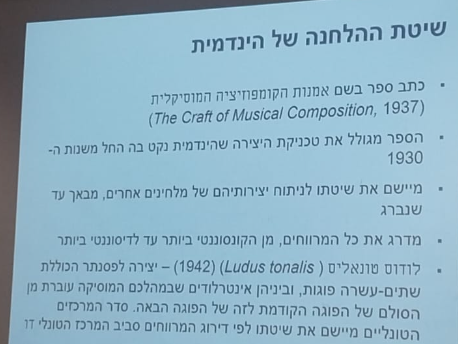 שיטת ההלחנה של הינדמית
▪ כתב ספר בשם אמנות הקומפוזיציה המוסיקלית
(The Craft of Musical Composition, 1937)
▪ הספר מגולל את טכניקת היצירה שהינדמית נקט בה החל משנות ה-
1930
▪ מיישם את שיטתו לניתוח יצירותיהם של מלחינים אחרים, מבאך עד
שנברג
▪ מדרג את כל המרווחים, מן הקונסוננטי ביותר עד לדיסוננטי ביותר
▪ לודוס טונאליס ( Ludus tonalis) (1942) – יצירה לפסנתר הכוללת
שתים-עשרה פוגות, וביניהן אינטרלודים שבמהלכם המוסיקה עוברת מן
הסולם של הפוגה הקודמת לזה של הפוגה הבאה. סדר המרכזים
הטונליים מיישם את שיטתו לפי דירוג המרווחים סביב המרכז הטונלי דו